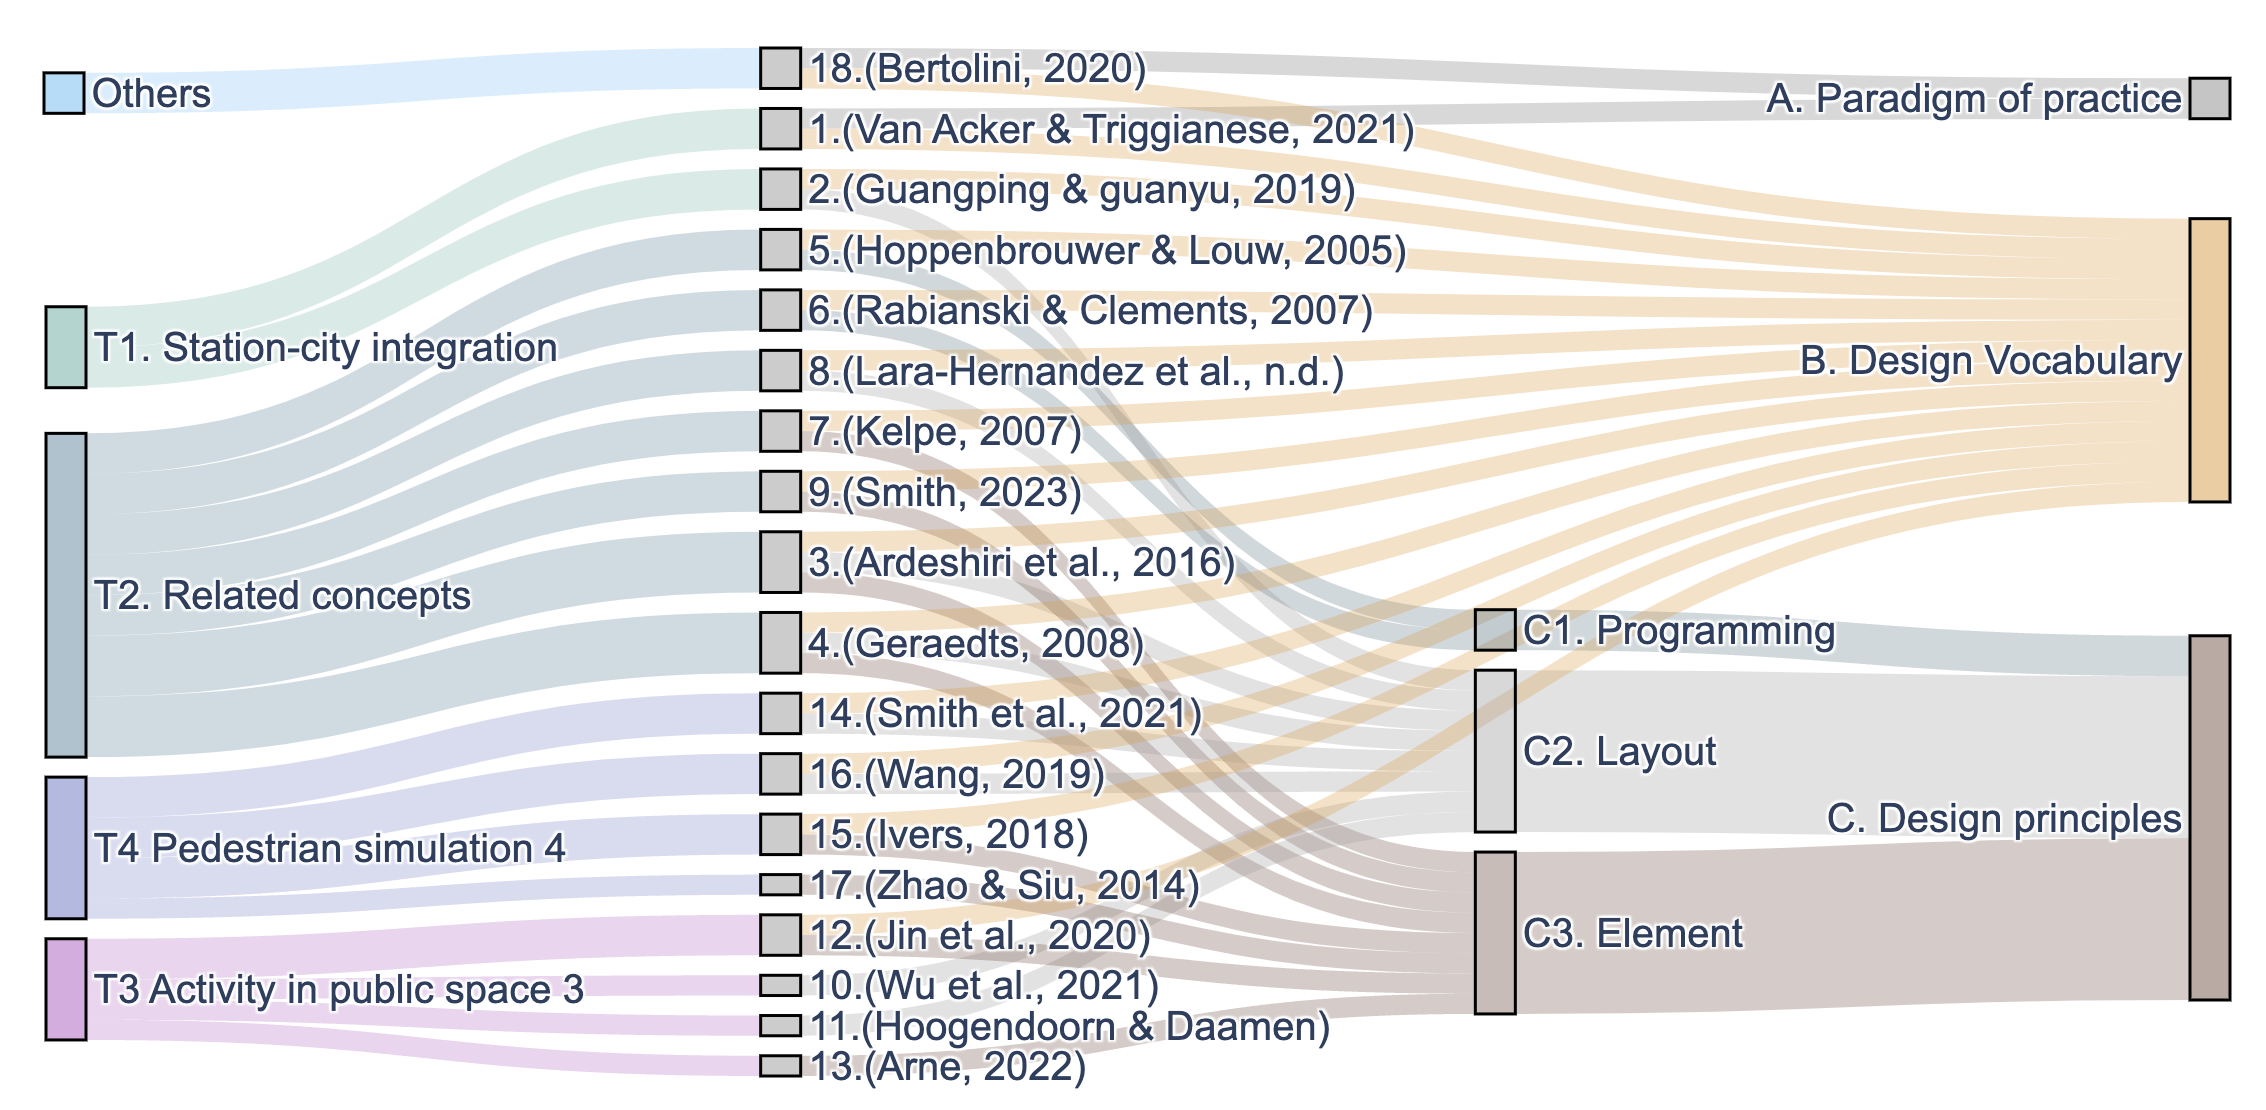 Others
T1. Station-city integration
T2. Related concepts
T4 Pedestrian simulation 4
T3 Activity in public space 3
18.(Bertolini, 2020)
1.(Van Acker & Triggianese, 2021)
2.(Guangping & guanyu, 2019)
5.(Hoppenbrouwer & Louw, 2005)
6.(Rabianski & Clements, 2007)
8.(Lara-Hernandez et al., n.d.)
7.(Kelpe, 2007)
9.(Smith, 2023)
3.(Ardeshiri et al., 2016)
4.(Geraedts, 2008)
14.(Smith et al., 2021)
16.(Wang, 2019)
15.(Ivers, 2018)
17.(Zhao & Siu, 2014)
12.(Jin et al., 2020)
10.(Wu et al., 2021)
11.(Hoogendoorn & Daamen)
13.(Arne, 2022)
C1. Programming
C2. Layout
C3. Element
A. Paradigm of practice
B. Design Vocabulary
C. Design principles